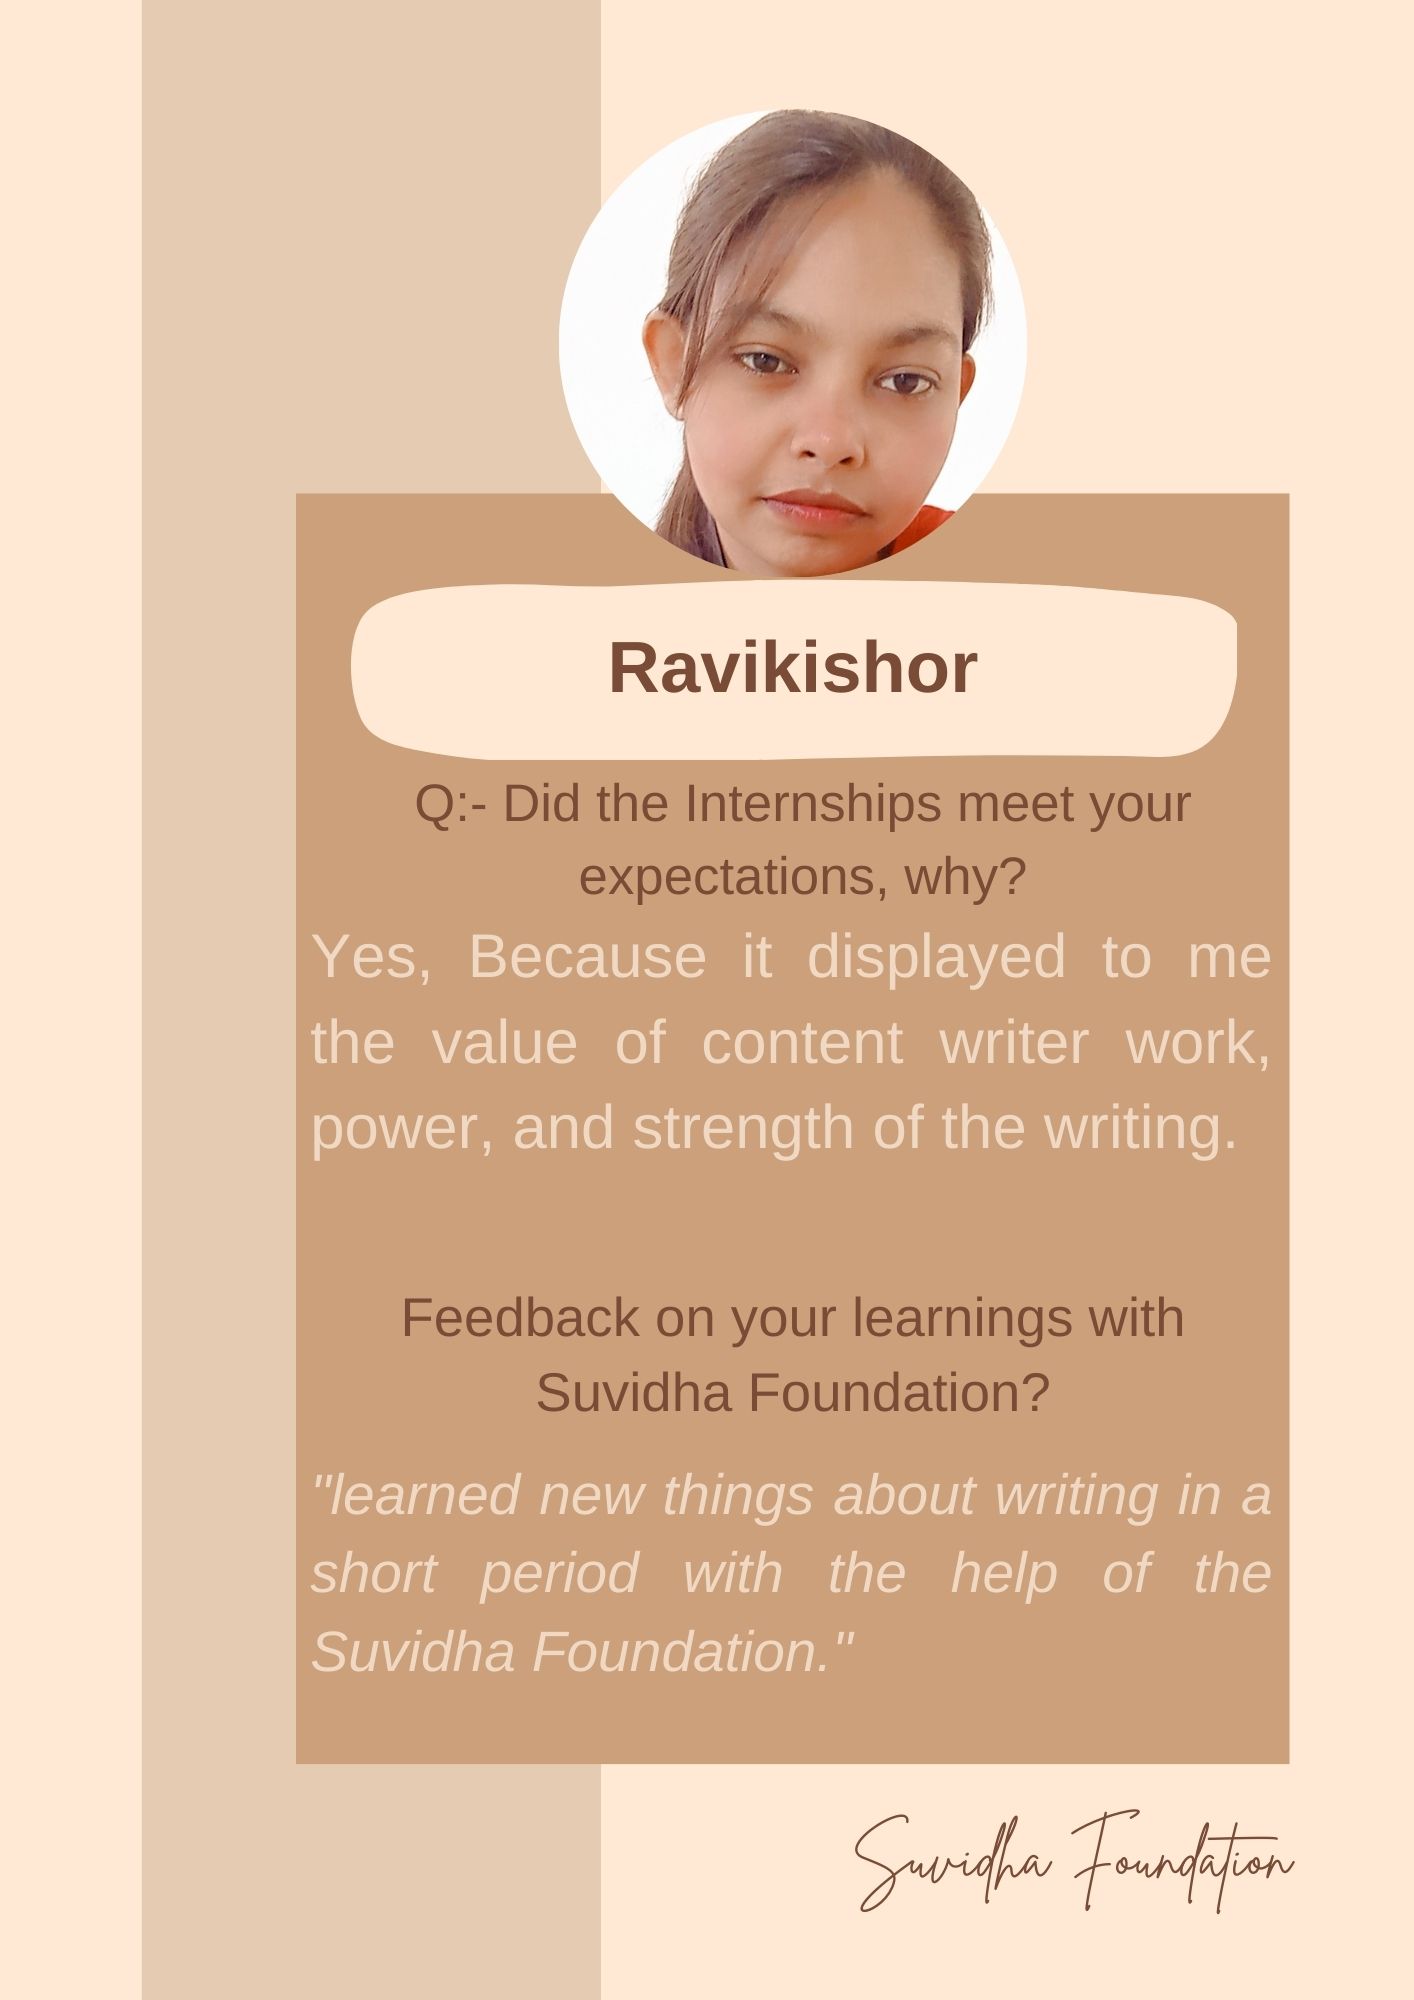 Ravikishor
Q:- Did the Internships meet your
expectations, why?
Yes, Because it displayed to me
the value of content writer work,
power, and strength of the writing.
Feedback on your learnings with
Suvidha Foundation?
"learned new things about writing in a
short period with the help of the
Suvidha Foundation."
Suvidha Foundation